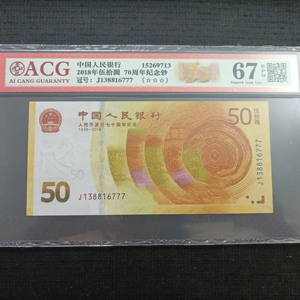 ACG
AI CANG GUARANTY
中国人民银行 15269713
2018年伍拾圆 70周年纪念钞
冠号: J138816777 (☆☆☆)
67
中国人民银行
人民币发行七十周年纪念
1948-2018
50
伍拾圆
50
J138816777